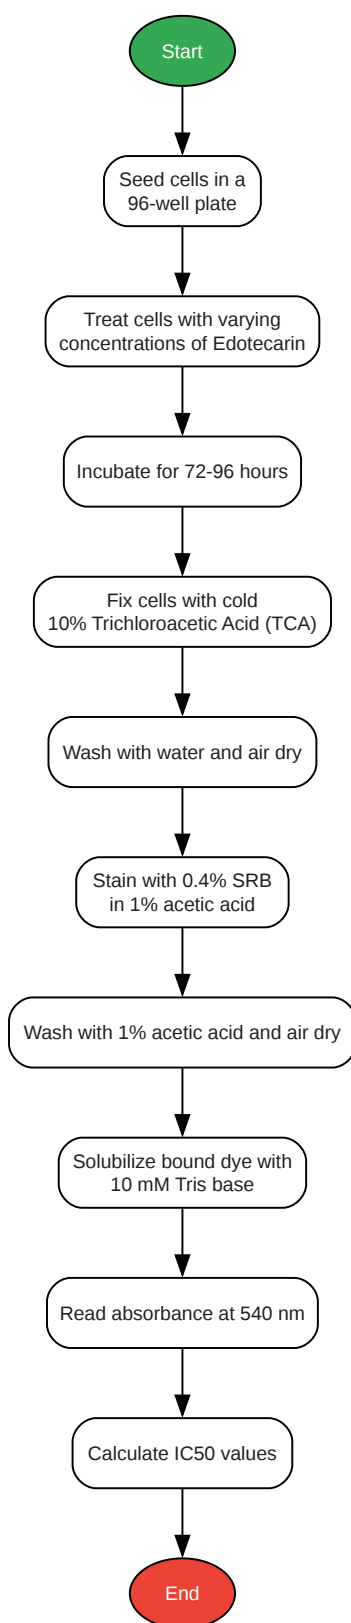 Start
Seed cells in a
96-well plate
Treat cells with varying
concentrations of Edotecarin
Incubate for 72-96 hours
Fix cells with cold
10% Trichloroacetic Acid (TCA)
Wash with water and air dry
Stain with 0.4% SRB
in 1% acetic acid
Wash with 1% acetic acid and air dry
Solubilize bound dye with
10 mM Tris base
Read absorbance at 540 nm
Calculate IC50 values
End